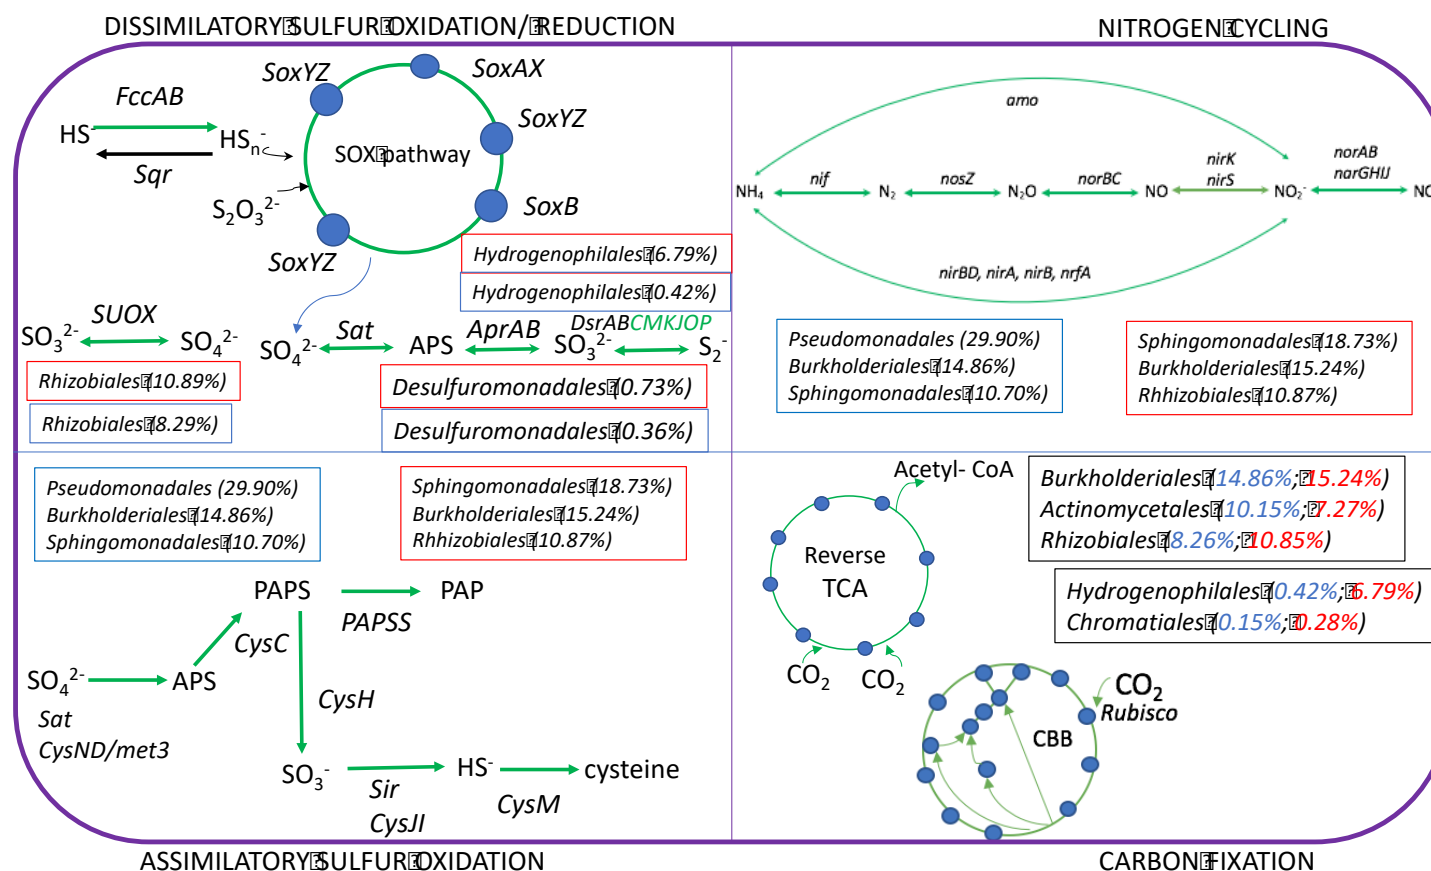 DISSIMILATORY SULFUR OXIDATION/ REDUCTION
NITROGEN CYCLING
SoxYZ
SoxAX
FccAB
SoxYZ
HS⁻
HSn⁻
SOX pathway
Sqr
S₂O₃²⁻
SoxB
SoxYZ
Hydrogenophilales (6.79%)
Hydrogenophilales (0.42%)
SUOX
SO₃²⁻
SO₄²⁻
SO₄²⁻
Sat
APS
AprAB
SO₃²⁻
DsrABCMKJOP
S₂⁻
Rhizobiales (10.89%)
Rhizobiales (8.29%)
Desulfuromonadales (0.73%)
Desulfuromonadales (0.36%)
amo
NH₄
nif
N₂
nosZ
N₂O
norBC
NO
nirK
nirS
NO₂⁻
norAB
narGHIJ
NO
nirBD, nirA, nirB, nrfA
Pseudomonadales (29.90%)
Burkholderiales (14.86%)
Sphingomonadales (10.70%)
Sphingomonadales (18.73%)
Burkholderiales (15.24%)
Rhhizobiales (10.87%)
Pseudomonadales (29.90%)
Burkholderiales (14.86%)
Sphingomonadales (10.70%)
Sphingomonadales (18.73%)
Burkholderiales (15.24%)
Rhhizobiales (10.87%)
PAPS
PAP
PAPSS
CysC
SO₄²⁻
APS
CysH
Sat
CysND/met3
SO₃⁻
HS⁻
cysteine
Sir
CysJI
CysM
Acetyl- CoA
Reverse
TCA
CO₂
CO₂
Burkholderiales (14.86%; 15.24%)
Actinomycetales (10.15%; 7.27%)
Rhizobiales (8.26%; 10.85%)
Hydrogenophilales (0.42%; 6.79%)
Chromatiales (0.15%; 0.28%)
CO₂
Rubisco
CBB
ASSIMILATORY SULFUR OXIDATION
CARBON FIXATION